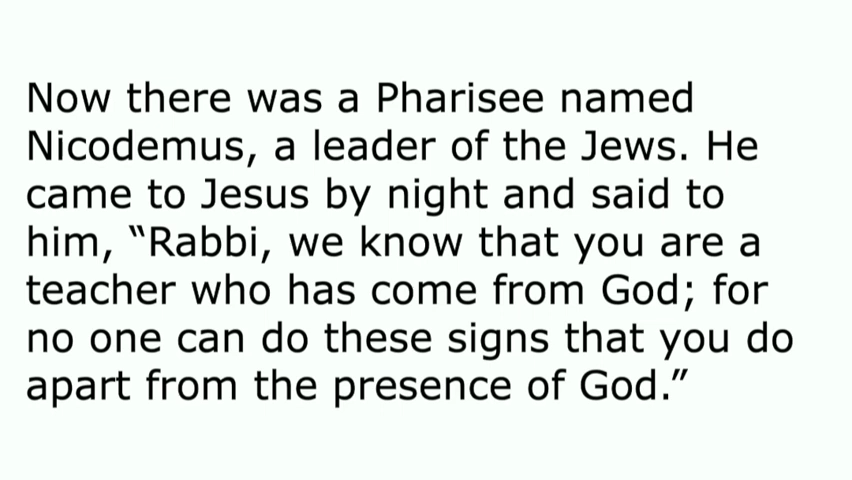 Now there was a Pharisee named
Nicodemus, a leader of the Jews. He
came to Jesus by night and said to
him, “Rabbi, we know that you are a
teacher who has come from God; for
no one can do these signs that you do
apart from the presence of God.”